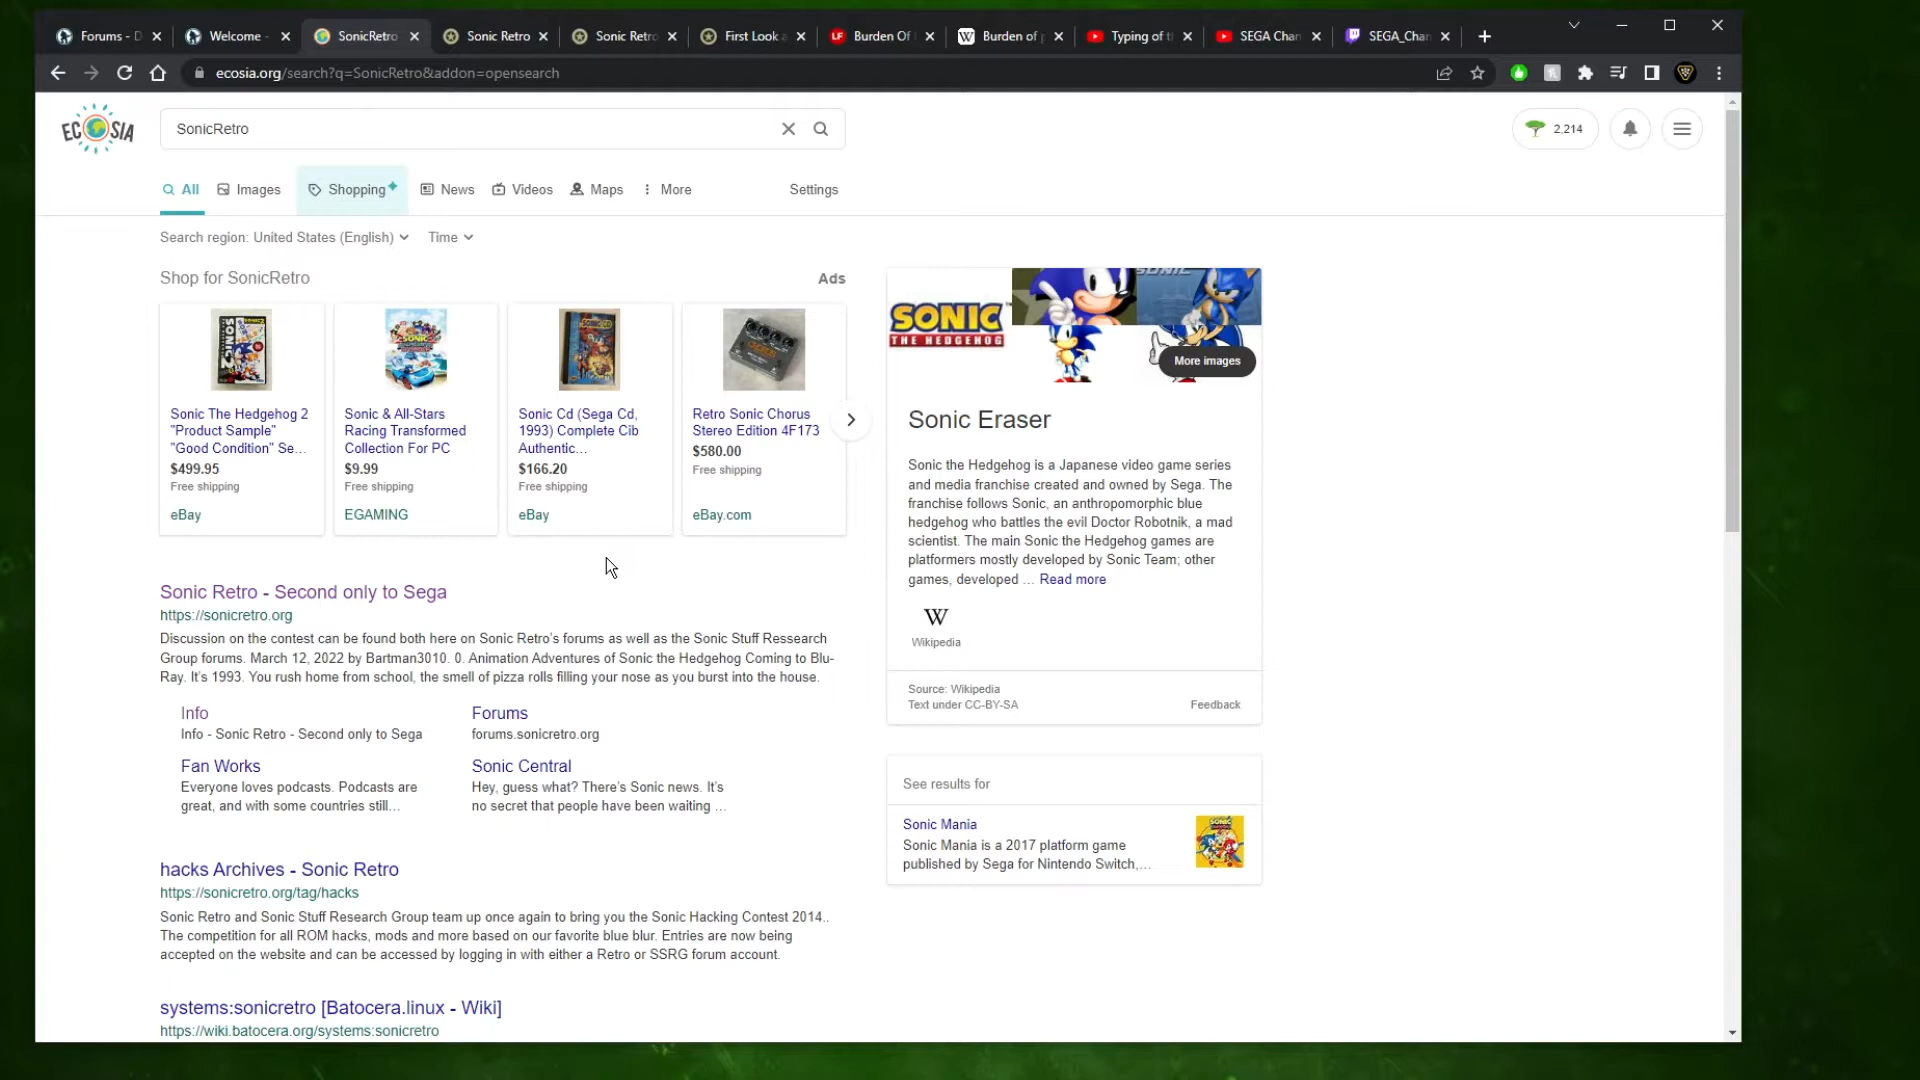 Forums - D
Welcome -
SonicRetro
Sonic Retro
Sonic Retro
First Look a
Burden Of
Burden of p
Typing of t
SEGA Chan
SEGA_Chan
ecosia.org/search?q=SonicRetro&addon=opensearch
ECOSIA
SonicRetro
2,214
All
Images
Shopping
News
Videos
Maps
More
Settings
Search region: United States (English)
Time
Shop for SonicRetro
Ads
Sonic The Hedgehog 2
"Product Sample"
"Good Condition" Se...
$499.95
Free shipping
eBay
Sonic & All-Stars
Racing Transformed
Collection For PC
$9.99
Free shipping
EGAMING
Sonic Cd (Sega Cd,
1993) Complete Cib
Authentic...
$166.20
Free shipping
eBay
Retro Sonic Chorus
Stereo Edition 4F173
$580.00
Free shipping
eBay.com
Sonic Retro - Second only to Sega
https://sonicretro.org
Discussion on the contest can be found both here on Sonic Retro's forums as well as the Sonic Stuff Ressearch
Group forums. March 12, 2022 by Bartman3010. 0. Animation Adventures of Sonic the Hedgehog Coming to Blu-
Ray. It's 1993. You rush home from school, the smell of pizza rolls filling your nose as you burst into the house.
Info
Info - Sonic Retro - Second only to Sega
Forums
forums.sonicretro.org
Fan Works
Everyone loves podcasts. Podcasts are
great, and with some countries still...
Sonic Central
Hey, guess what? There's Sonic news. It's
no secret that people have been waiting ...
hacks Archives - Sonic Retro
https://sonicretro.org/tag/hacks
Sonic Retro and Sonic Stuff Research Group team up once again to bring you the Sonic Hacking Contest 2014..
The competition for all ROM hacks, mods and more based on our favorite blue blur. Entries are now being
accepted on the website and can be accessed by logging in with either a Retro or SSRG forum account.
systems:sonicretro [Batocera.linux - Wiki]
https://wiki.batocera.org/systems:sonicretro
SONIC
THE HEDGEHOG
More images
Sonic Eraser
Sonic the Hedgehog is a Japanese video game series
and media franchise created and owned by Sega. The
franchise follows Sonic, an anthropomorphic blue
hedgehog who battles the evil Doctor Robotnik, a mad
scientist. The main Sonic the Hedgehog games are
platformers mostly developed by Sonic Team; other
games, developed ... Read more
W
Wikipedia
Source: Wikipedia
Text under CC-BY-SA
Feedback
See results for
Sonic Mania
Sonic Mania is a 2017 platform game
published by Sega for Nintendo Switch,...